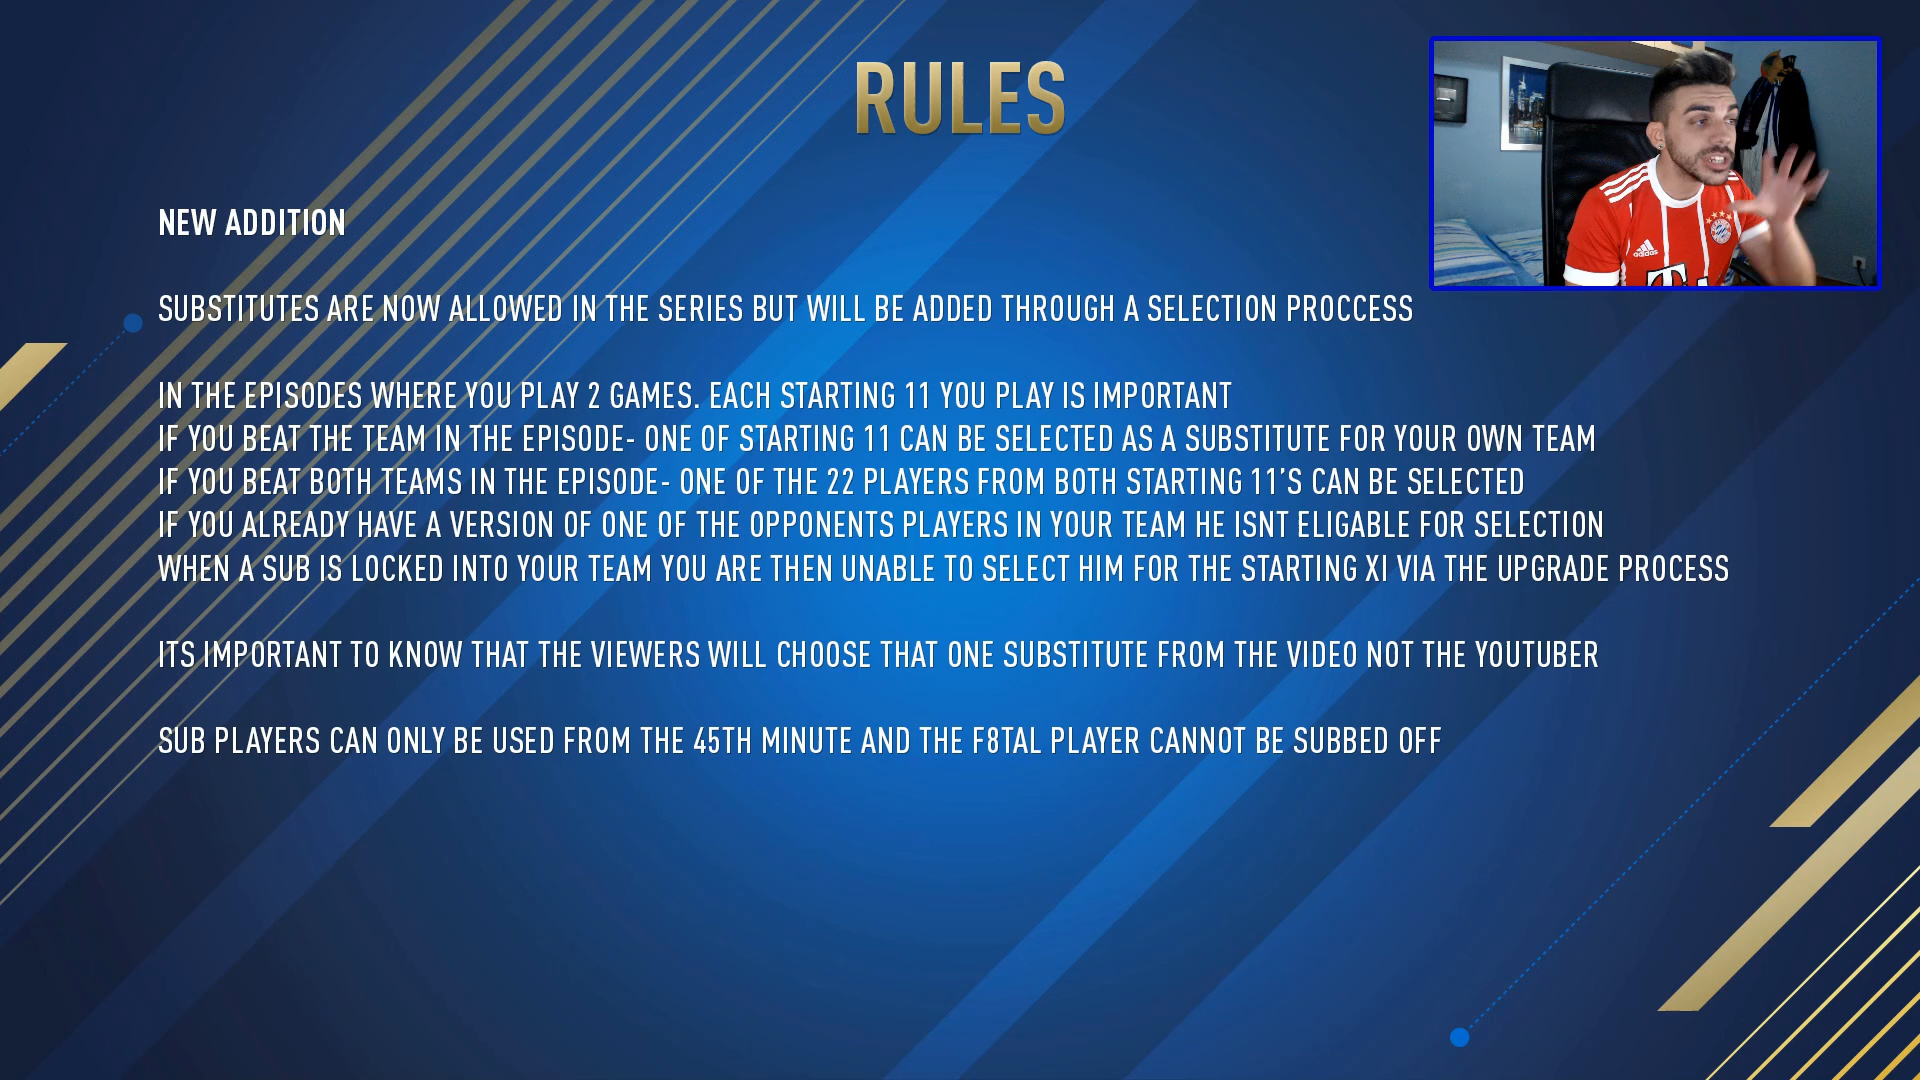 RULES
NEW ADDITION
SUBSTITUTES ARE NOW ALLOWED IN THE SERIES BUT WILL BE ADDED THROUGH A SELECTION PROCCESS
IN THE EPISODES WHERE YOU PLAY 2 GAMES. EACH STARTING 11 YOU PLAY IS IMPORTANT
IF YOU BEAT THE TEAM IN THE EPISODE- ONE OF STARTING 11 CAN BE SELECTED AS A SUBSTITUTE FOR YOUR OWN TEAM
IF YOU BEAT BOTH TEAMS IN THE EPISODE- ONE OF THE 22 PLAYERS FROM BOTH STARTING 11'S CAN BE SELECTED
IF YOU ALREADY HAVE A VERSION OF ONE OF THE OPPONENTS PLAYERS IN YOUR TEAM HE ISNT ELIGABLE FOR SELECTION
WHEN A SUB IS LOCKED INTO YOUR TEAM YOU ARE THEN UNABLE TO SELECT HIM FOR THE STARTING XI VIA THE UPGRADE PROCESS
ITS IMPORTANT TO KNOW THAT THE VIEWERS WILL CHOOSE THAT ONE SUBSTITUTE FROM THE VIDEO NOT THE YOUTUBER
SUB PLAYERS CAN ONLY BE USED FROM THE 45TH MINUTE AND THE F8TAL PLAYER CANNOT BE SUBBED OFF
adidas